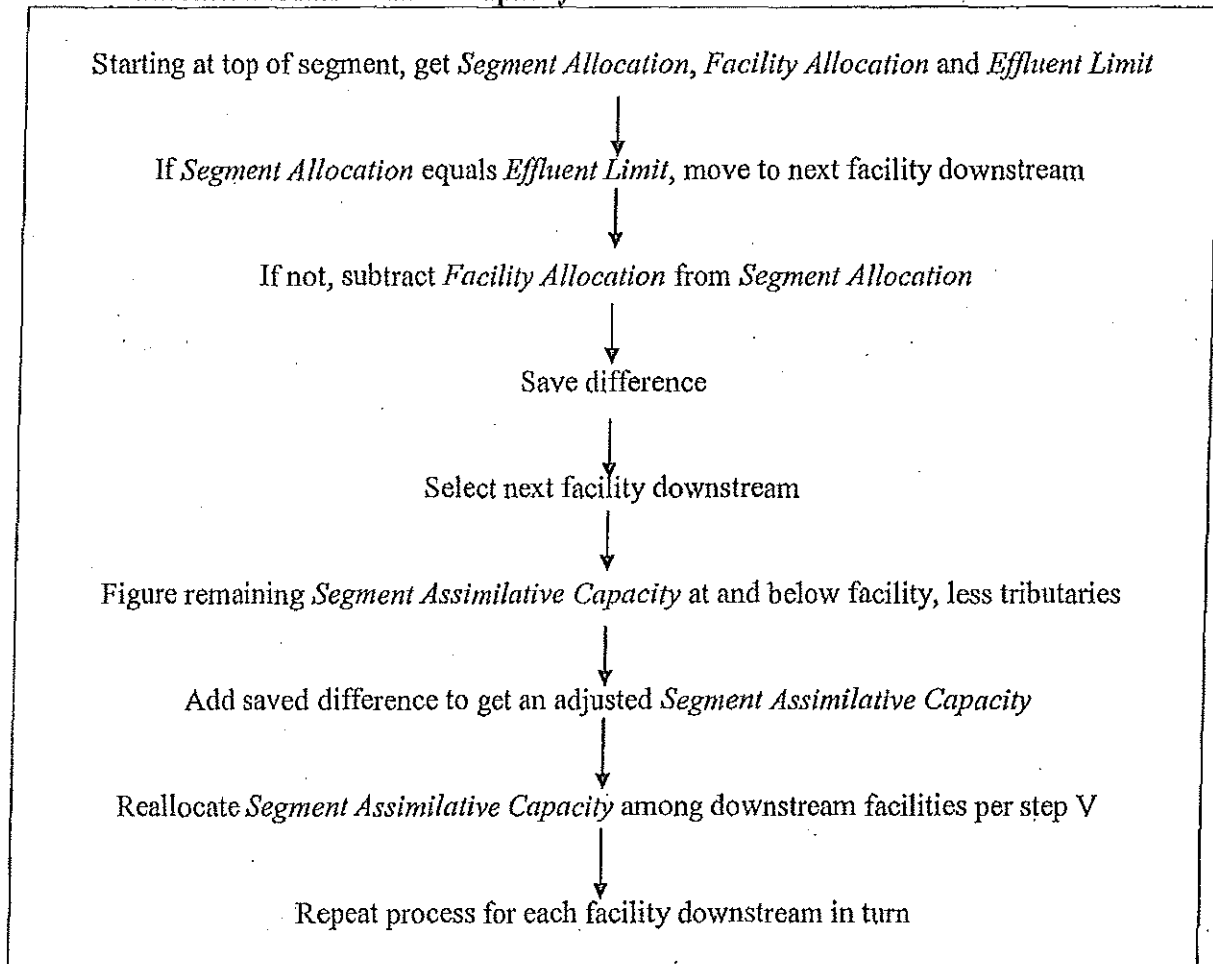 Starting at top of segment, get Segment Allocation, Facility Allocation and Effluent Limit
If Segment Allocation equals Effluent Limit, move to next facility downstream
If not, subtract Facility Allocation from Segment Allocation
Save difference
Select next facility downstream
Figure remaining Segment Assimilative Capacity at and below facility, less tributaries
Add saved difference to get an adjusted Segment Assimilative Capacity
Reallocate Segment Assimilative Capacity among downstream facilities per step V
Repeat process for each facility downstream in turn